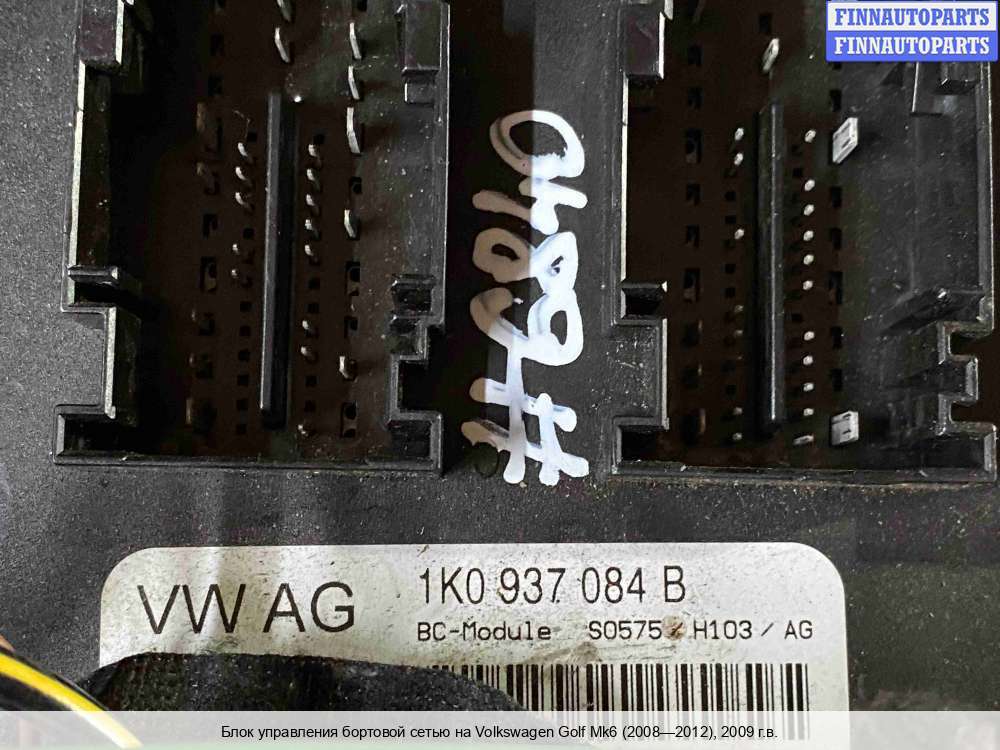 FINNAUTOPARTS
FINNAUTOPARTS
VW AG
1K0 937 084 B
BC-Module S0575 / H103 / AG
Блок управления бортовой сетью на Volkswagen Golf Mk6 (2008—2012), 2009 г.в.